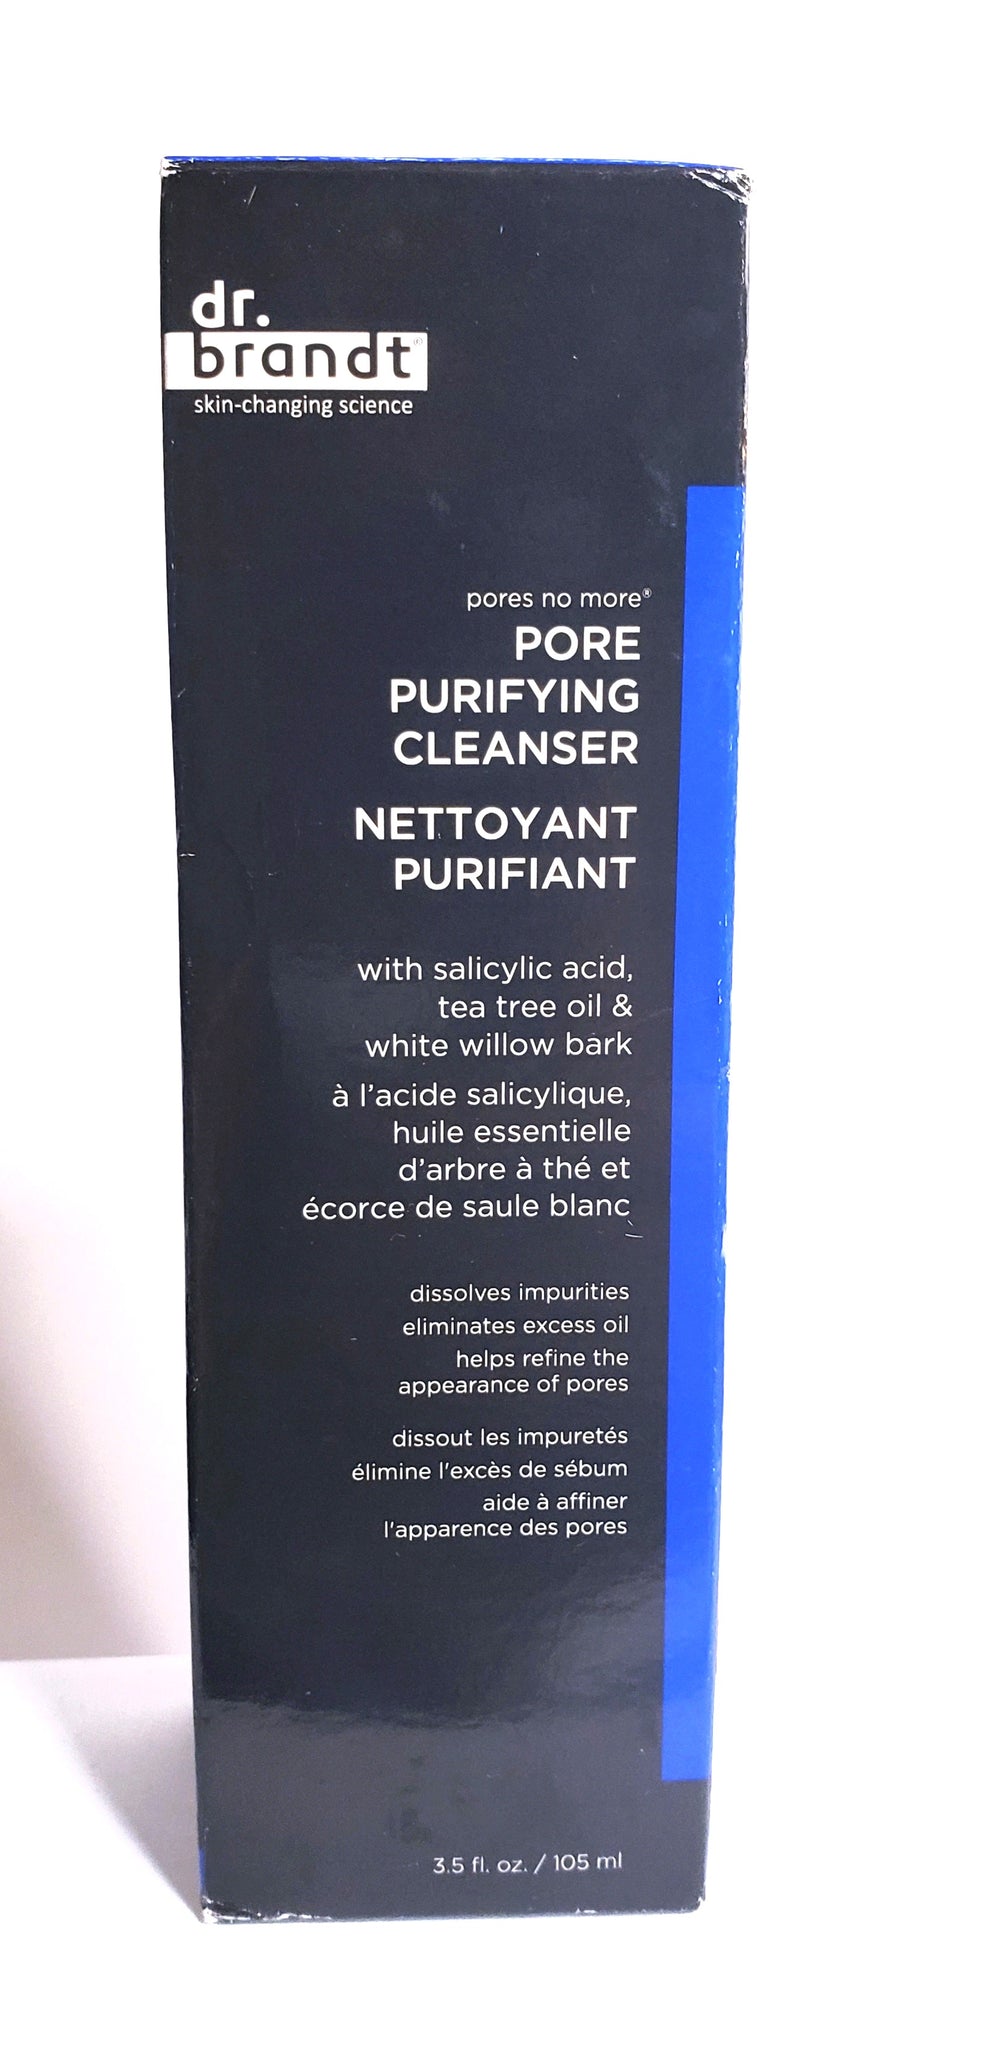 dr.
brandt®
skin-changing science
pores no more®
PORE
PURIFYING
CLEANSER
NETTOYANT
PURIFIANT
with salicylic acid,
tea tree oil &
white willow bark
à l'acide salicylique,
huile essentielle
d'arbre à thé et
écorce de saule blanc
dissolves impurities
eliminates excess oil
helps refine the
appearance of pores
dissout les impuretés
élimine l'excès de sébum
aide à affiner
l'apparence des pores
3.5 fl. oz. / 105 ml